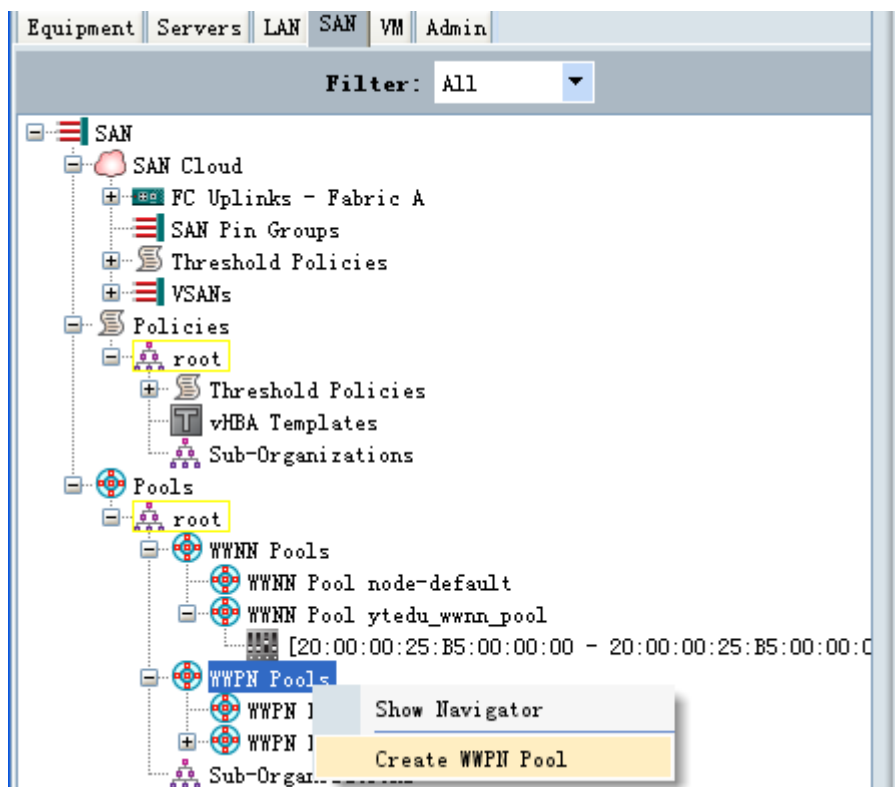 Equipment Servers LAN SAN VM Admin
Filter: All
SAN
SAN Cloud
FC Uplinks - Fabric A
SAN Pin Groups
Threshold Policies
VSANs
Policies
root
Threshold Policies
vHBA Templates
Sub-Organizations
Pools
root
WWNN Pools
WWNN Pool node-default
WWNN Pool ytedu_wwnn_pool
[20:00:00:25:B5:00:00:00 - 20:00:00:25:B5:00:00:0
WWPN Pools
WWPN
Show Navigator
WWPN
Create WWPN Pool